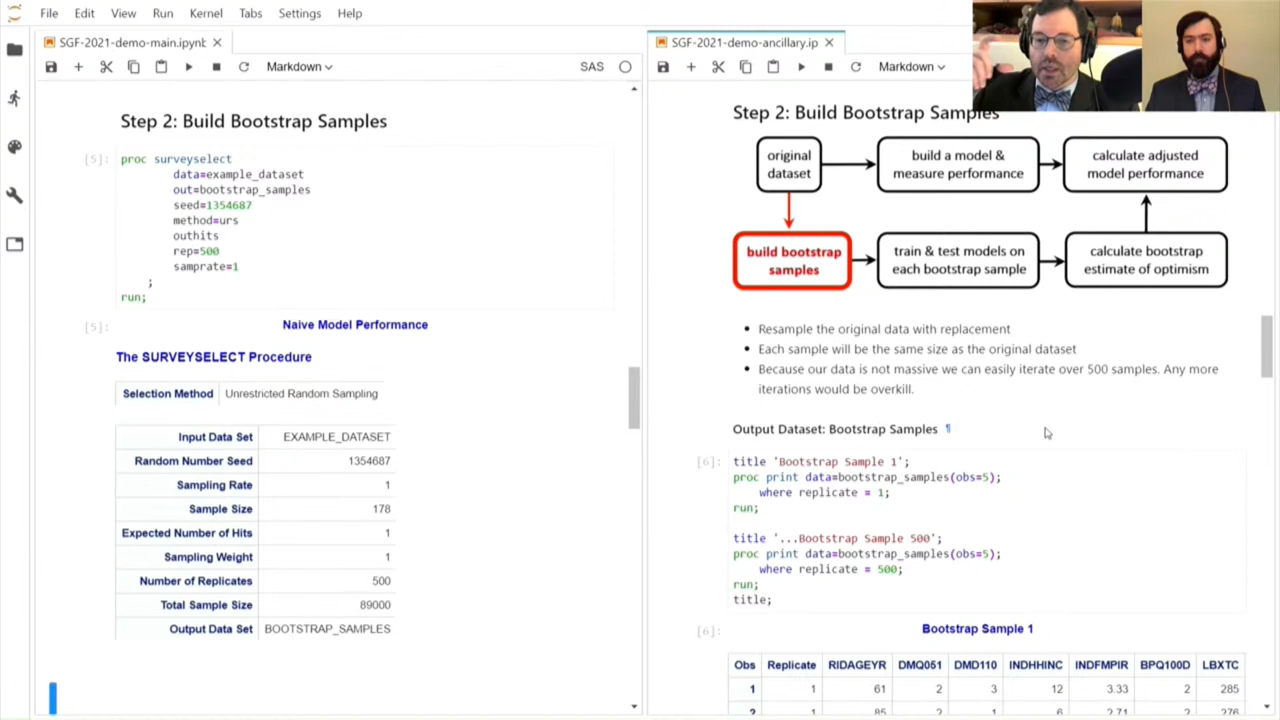 File Edit View Run Kernel Tabs Settings Help
SGF-2021-demo-main.ipynb
Markdown
SAS
Step 2: Build Bootstrap Samples
[5]:
proc surveyselect
data=example_dataset
out=bootstrap_samples
seed=1354687
method=urs
outhits
rep=500
samprate=1
;
run;
[5]:
Naive Model Performance
The SURVEYSELECT Procedure
Selection Method Unrestricted Random Sampling
Input Data Set EXAMPLE_DATASET
Random Number Seed 1354687
Sampling Rate 1
Sample Size 178
Expected Number of Hits 1
Sampling Weight 1
Number of Replicates 500
Total Sample Size 89000
Output Data Set BOOTSTRAP_SAMPLES
SGF-2021-demo-ancillary.ip
Markdown
Step 2: Build Bootstrap Samples
original
dataset
build a model &
measure performance
calculate adjusted
model performance
build bootstrap
samples
train & test models on
each bootstrap sample
calculate bootstrap
estimate of optimism
• Resample the original data with replacement
• Each sample will be the same size as the original dataset
• Because our data is not massive we can easily iterate over 500 samples. Any more
iterations would be overkill.
Output Dataset: Bootstrap Samples ¶
[6]:
title 'Bootstrap Sample 1';
proc print data=bootstrap_samples(obs=5);
where replicate = 1;
run;
title '...Bootstrap Sample 500';
proc print data=bootstrap_samples(obs=5);
where replicate = 500;
run;
title;
[6]:
Bootstrap Sample 1
Obs Replicate RIDAGEYR DMQ051 DMD110 INDHHINC INDFMPIR BPQ100D LBXTC
1 1 61 2 3 12 3.33 2 285
2 1 85 2 1 6 2.71 2 276